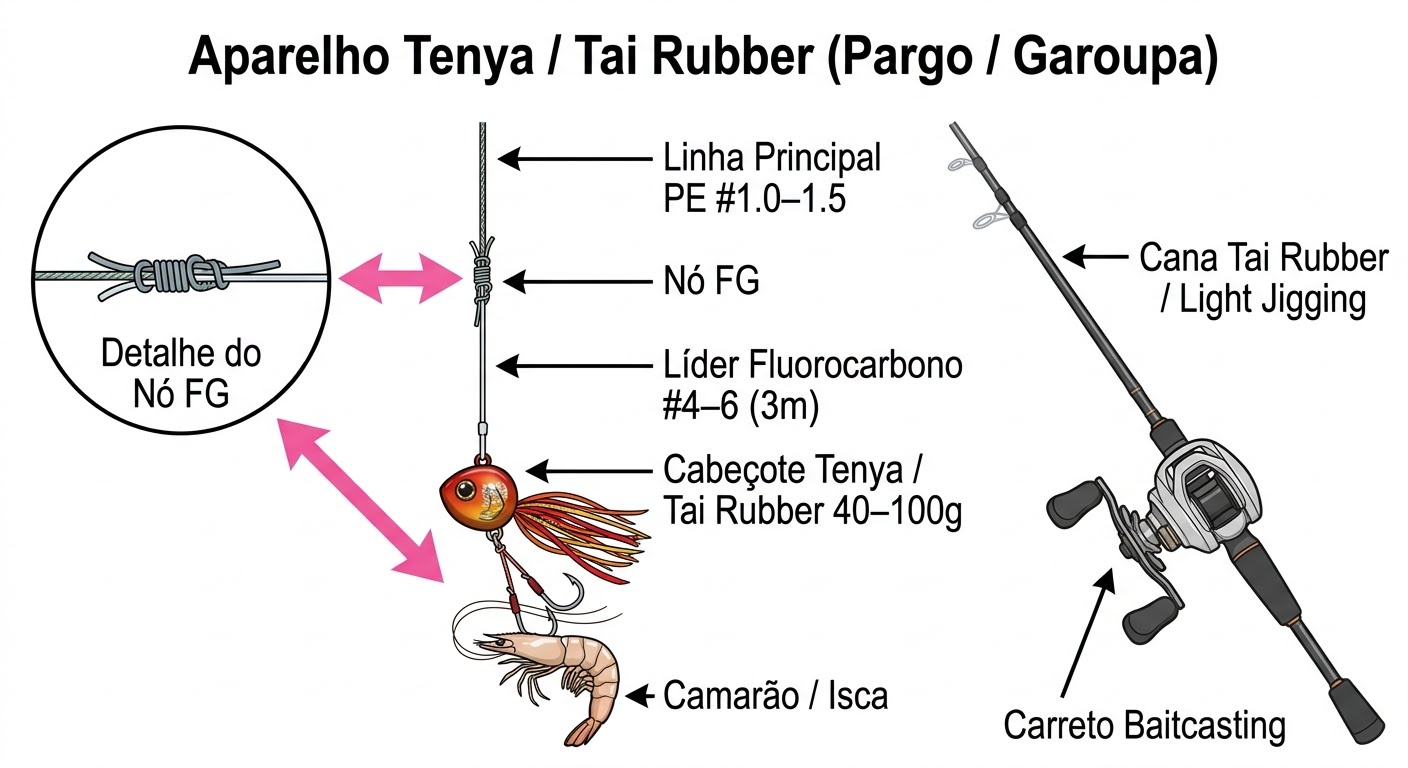 Aparelho Tenya / Tai Rubber (Pargo / Garoupa)
Linha Principal
PE #1.0–1.5
Nó FG
Líder Fluorocarbono
#4–6 (3m)
Cabeçote Tenya /
Tai Rubber 40–100g
Camarão / Isca
Detalhe do
Nó FG
Cana Tai Rubber
/ Light Jigging
Carreto Baitcasting